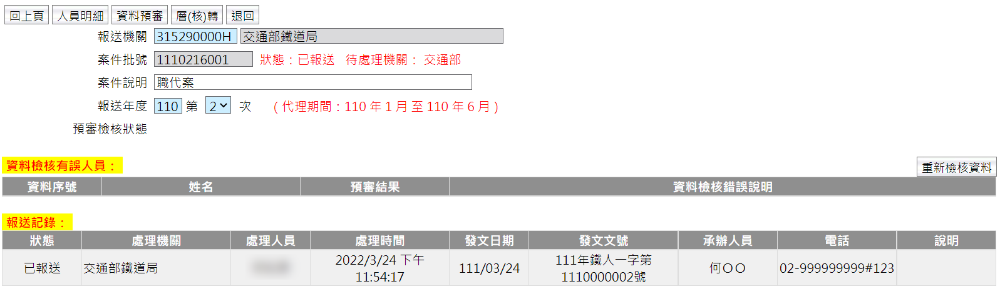 回上頁 人員明細 資料預審 層(核)轉 退回
報送機關 315290000H 交通部鐵道局
案件批號 1110216001 狀態：已報送 待處理機關： 交通部
案件說明 職代案
報送年度 110 第 2 次 ( 代理期間：110 年 1 月 至 110 年 6 月 )
預審檢核狀態
資料檢核有誤人員：
重新檢核資料
資料序號 姓名 預審結果 資料檢核錯誤說明
報送記錄：
狀態 處理機關 處理人員 處理時間 發文日期 發文文號 承辦人員 電話 說明
已報送 交通部鐵道局 2022/3/24 下午 11:54:17 111/03/24 111年鐵人一字第 1110000002號 何〇〇 02-999999999#123